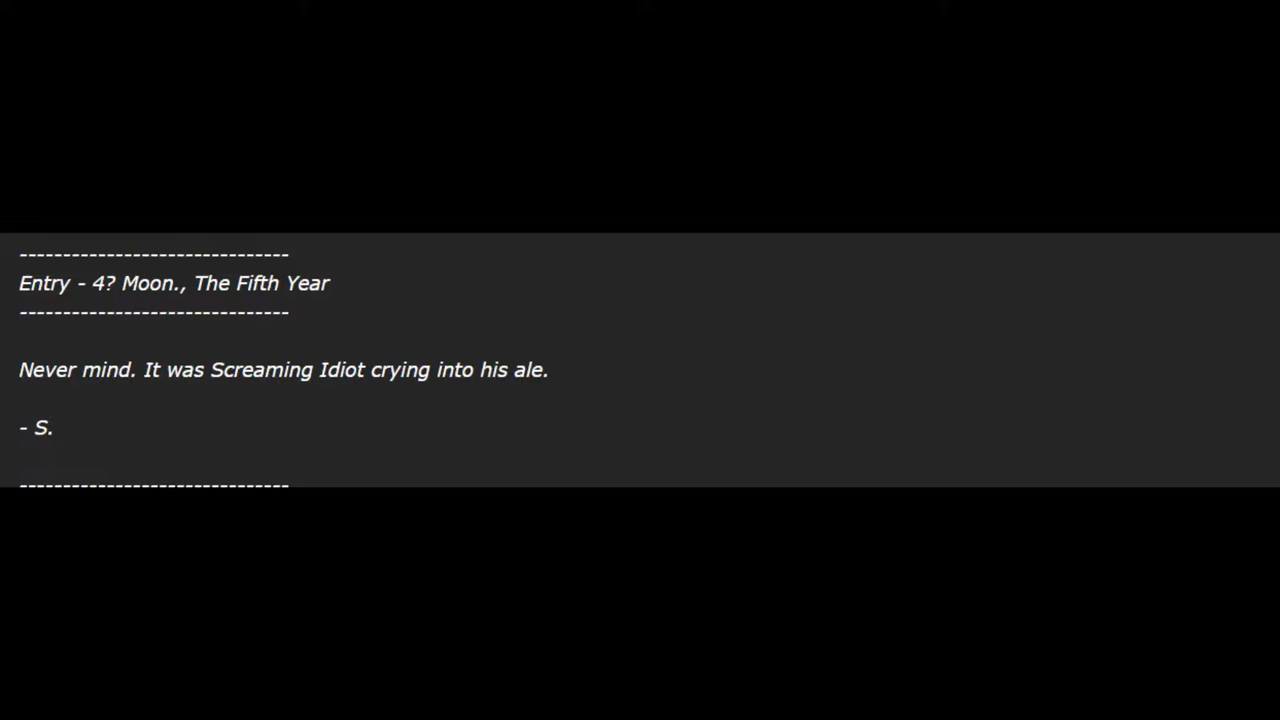 -------------------------------
Entry - 4? Moon., The Fifth Year
-------------------------------
Never mind. It was Screaming Idiot crying into his ale.
- S.
-------------------------------